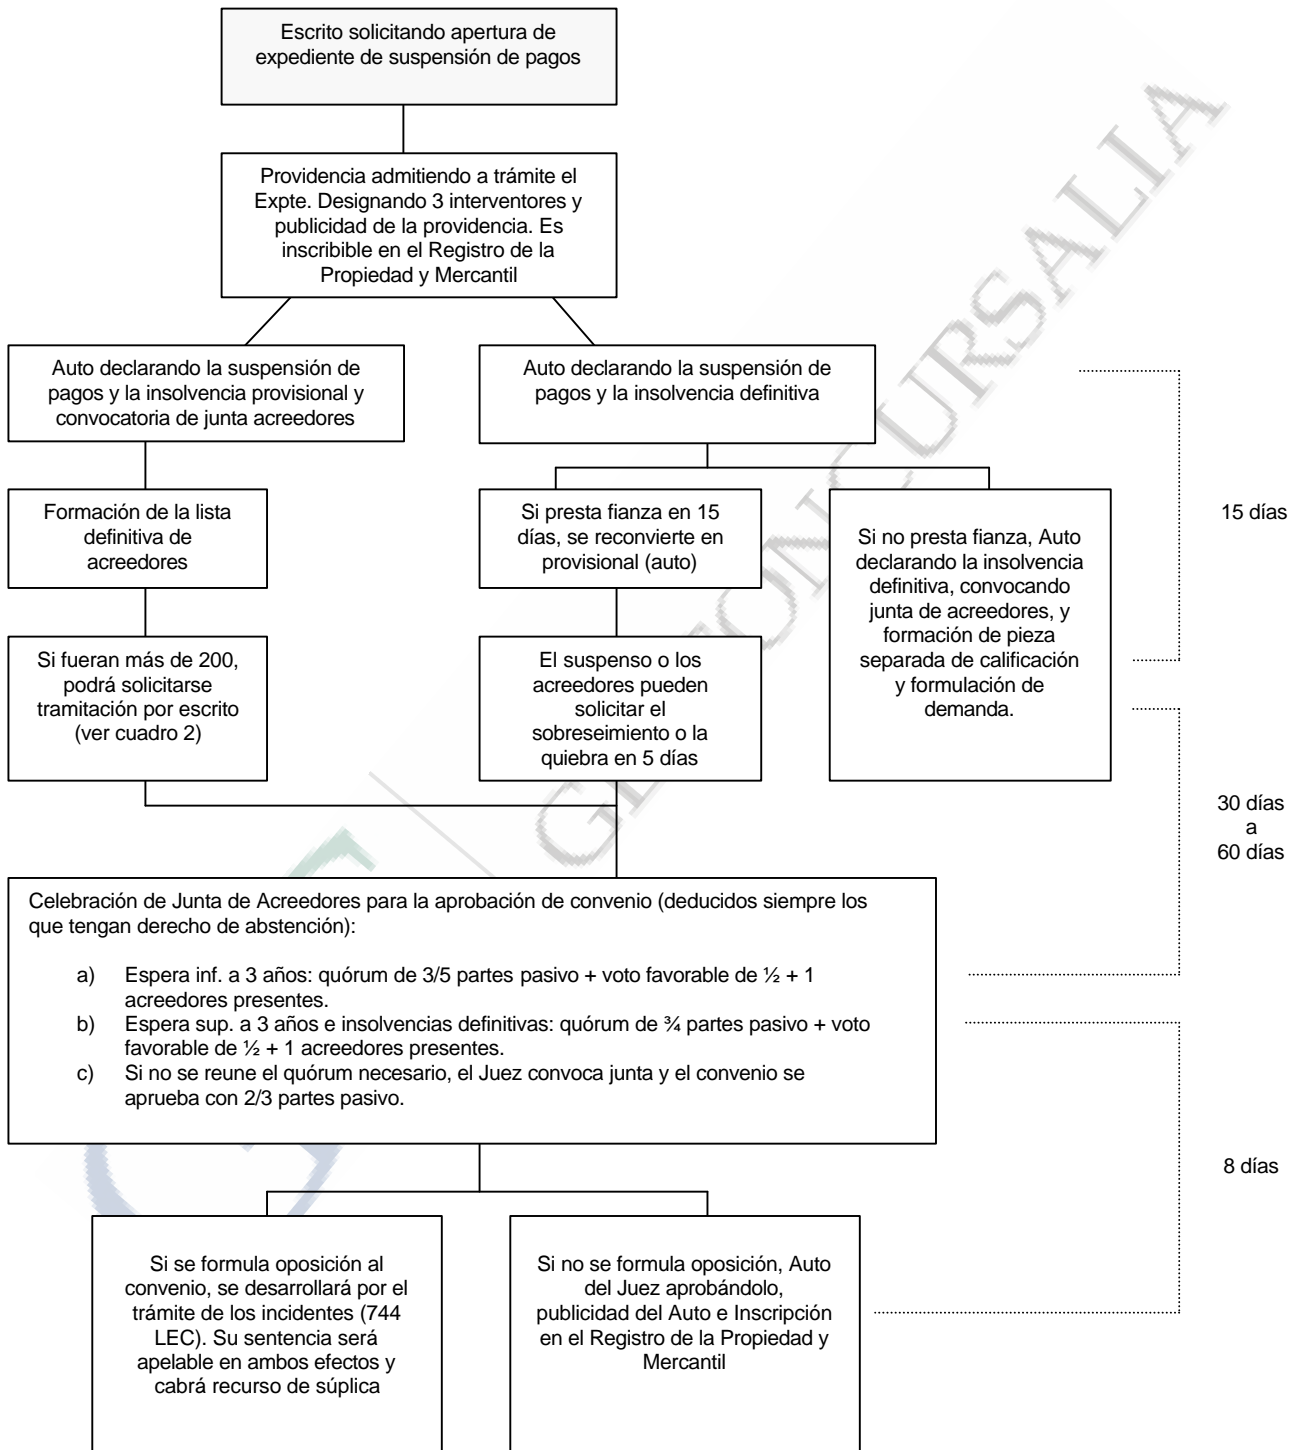 Escrito solicitando apertura de
expediente de suspensión de pagos
Providencia admitiendo a trámite el
Expte. Designando 3 interventores y
publicidad de la providencia. Es
inscribible en el Registro de la
Propiedad y Mercantil
Auto declarando la suspensión de
pagos y la insolvencia provisional y
convocatoria de junta acreedores
Auto declarando la suspensión de
pagos y la insolvencia definitiva
Formación de la lista
definitiva de
acreedores
Si presta fianza en 15
días, se reconvierte en
provisional (auto)
Si no presta fianza, Auto
declarando la insolvencia
definitiva, convocando
junta de acreedores, y
formación de pieza
separada de calificación
y formulación de
demanda.
15 días
Si fueran más de 200,
podrá solicitarse
tramitación por escrito
(ver cuadro 2)
El suspenso o los
acreedores pueden
solicitar el
sobreseimiento o la
quiebra en 5 días
30 días
a
60 días
Celebración de Junta de Acreedores para la aprobación de convenio (deducidos siempre los
que tengan derecho de abstención):
a) Espera inf. a 3 años: quórum de 3/5 partes pasivo + voto favorable de ½ + 1
acreedores presentes.
b) Espera sup. a 3 años e insolvencias definitivas: quórum de ¾ partes pasivo + voto
favorable de ½ + 1 acreedores presentes.
c) Si no se reune el quórum necesario, el Juez convoca junta y el convenio se
aprueba con 2/3 partes pasivo.
8 días
Si se formula oposición al
convenio, se desarrollará por el
trámite de los incidentes (744
LEC). Su sentencia será
apelable en ambos efectos y
cabrá recurso de súplica
Si no se formula oposición, Auto
del Juez aprobándolo,
publicidad del Auto e Inscripción
en el Registro de la Propiedad y
Mercantil